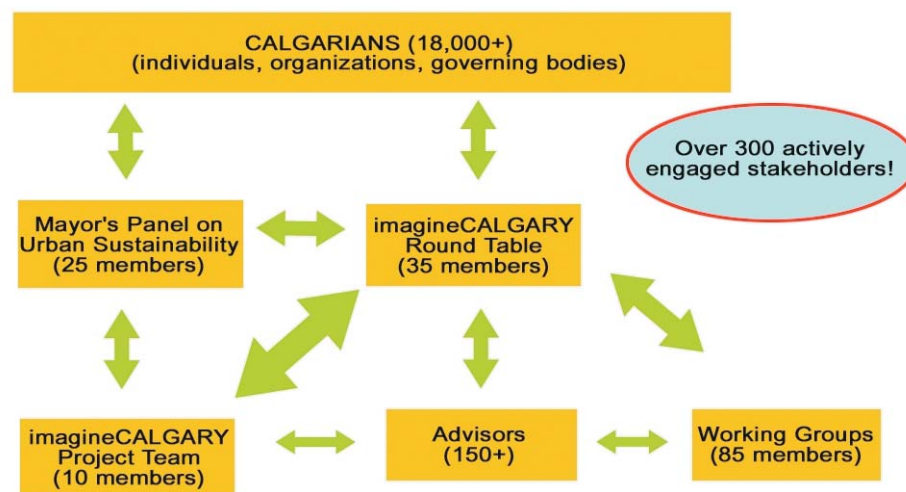 CALGARIANS (18,000+)
(individuals, organizations, governing bodies)
Over 300 actively
engaged stakeholders!
Mayor's Panel on
Urban Sustainability
(25 members)
imagineCALGARY
Round Table
(35 members)
imagineCALGARY
Project Team
(10 members)
Advisors
(150+)
Working Groups
(85 members)